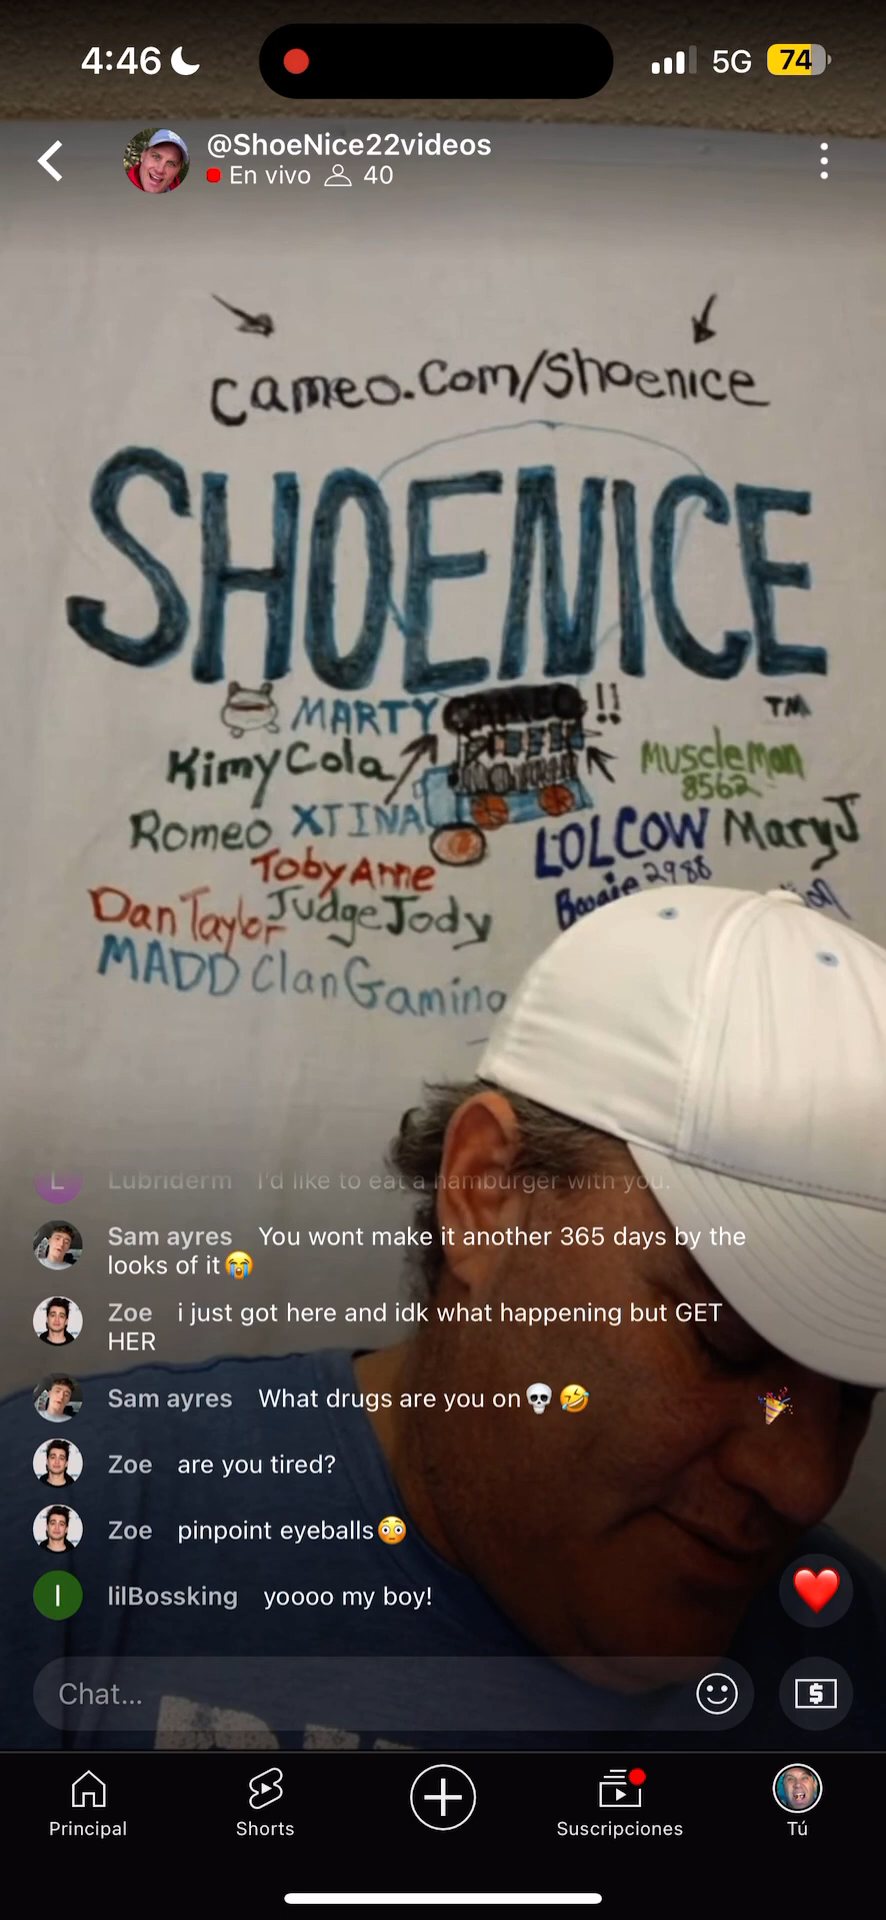 4:46
5G
74
@ShoeNice22videos
En vivo 40
cameo.Com/Shoenice
SHOENICE
MARTY
!!
TM
KimyCola
Muscleman
8562
Romeo XTINA
LOLCOW MaryJ
TobyAnne
Boogie2988
DanTaylor JudgeJody
MADD ClanGaming
L
Lubriderm I'd like to eat a hamburger with you.
Sam ayres You wont make it another 365 days by the
looks of it😭
Zoe i just got here and idk what happening but GET
HER
Sam ayres What drugs are you on💀🤣
Zoe are you tired?
Zoe pinpoint eyeballs😳
l
lilBossking yoooo my boy!
Chat...
$
Principal
Shorts
Suscripciones
Tú